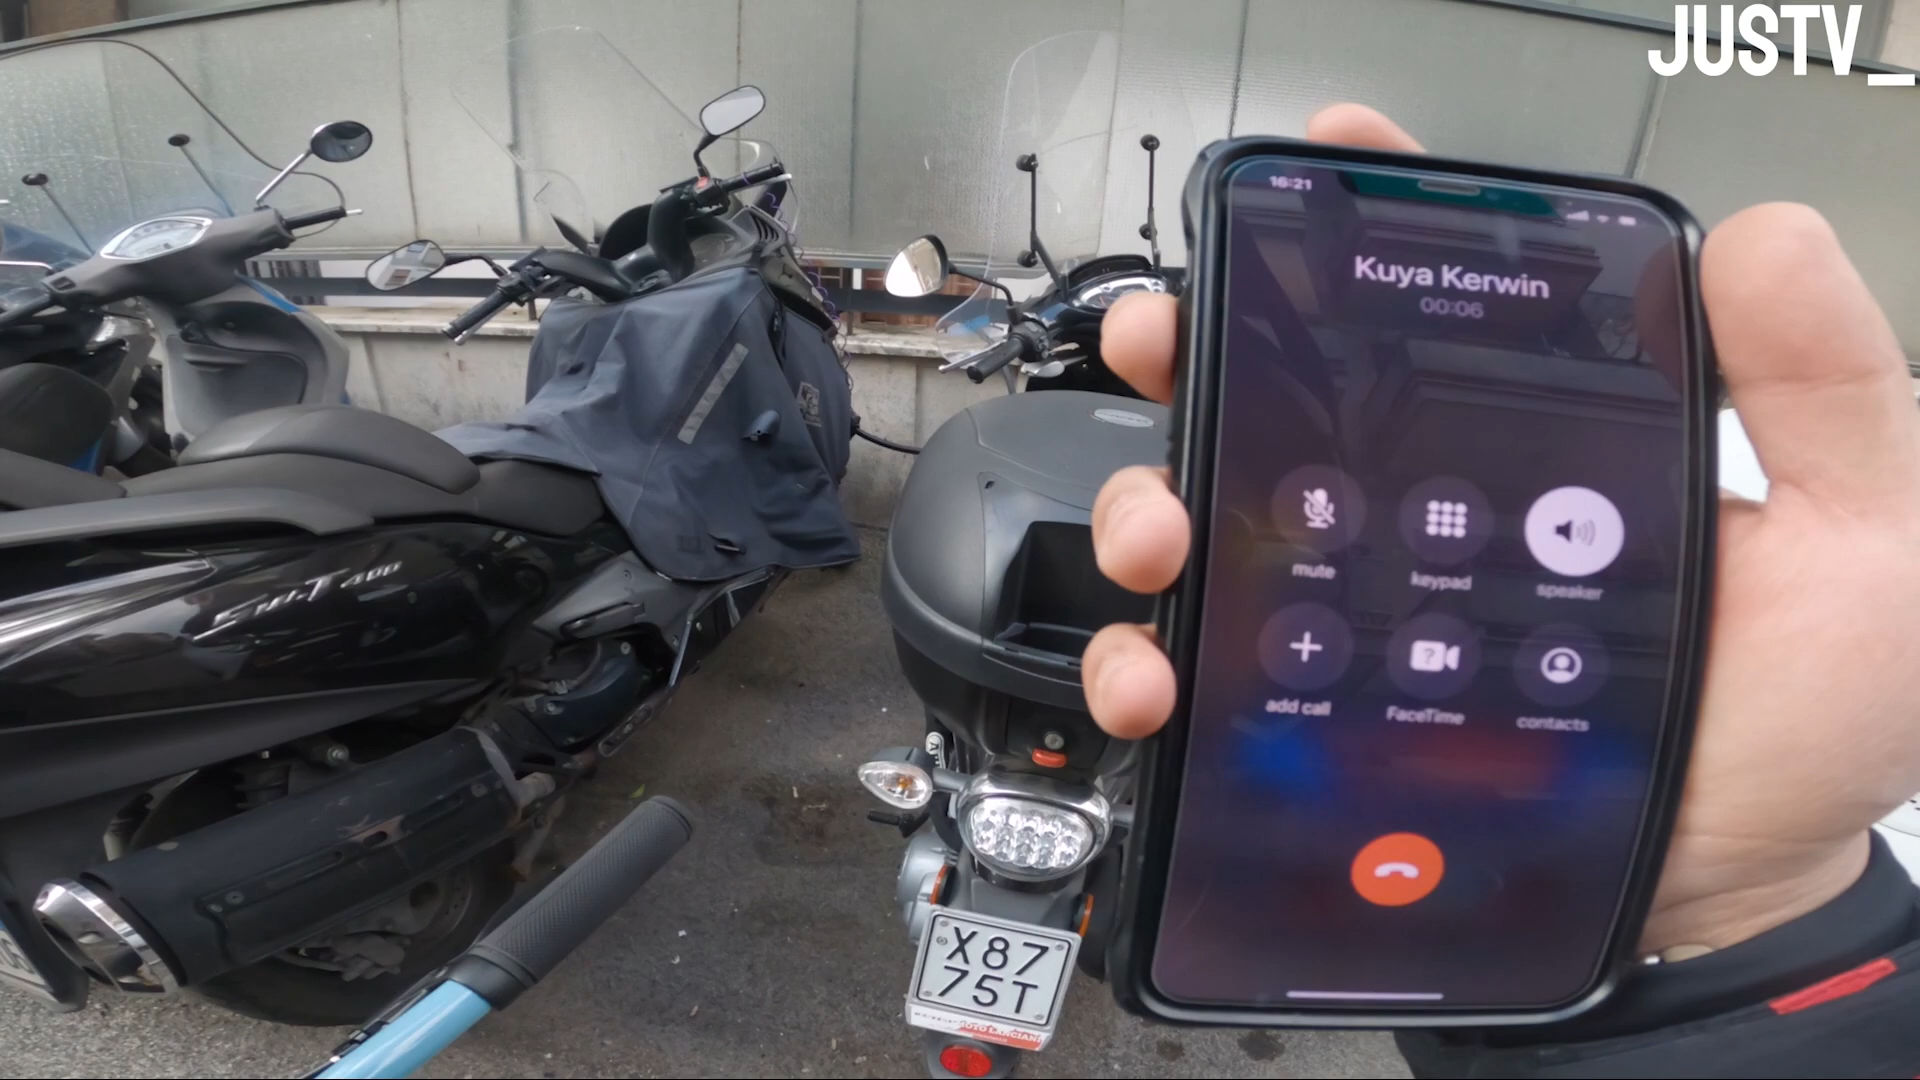 JUSTV_
16:21
Kuya Kerwin
00:06
mute
keypad
speaker
add call
FaceTime
contacts
SW-T 400
X87
75T